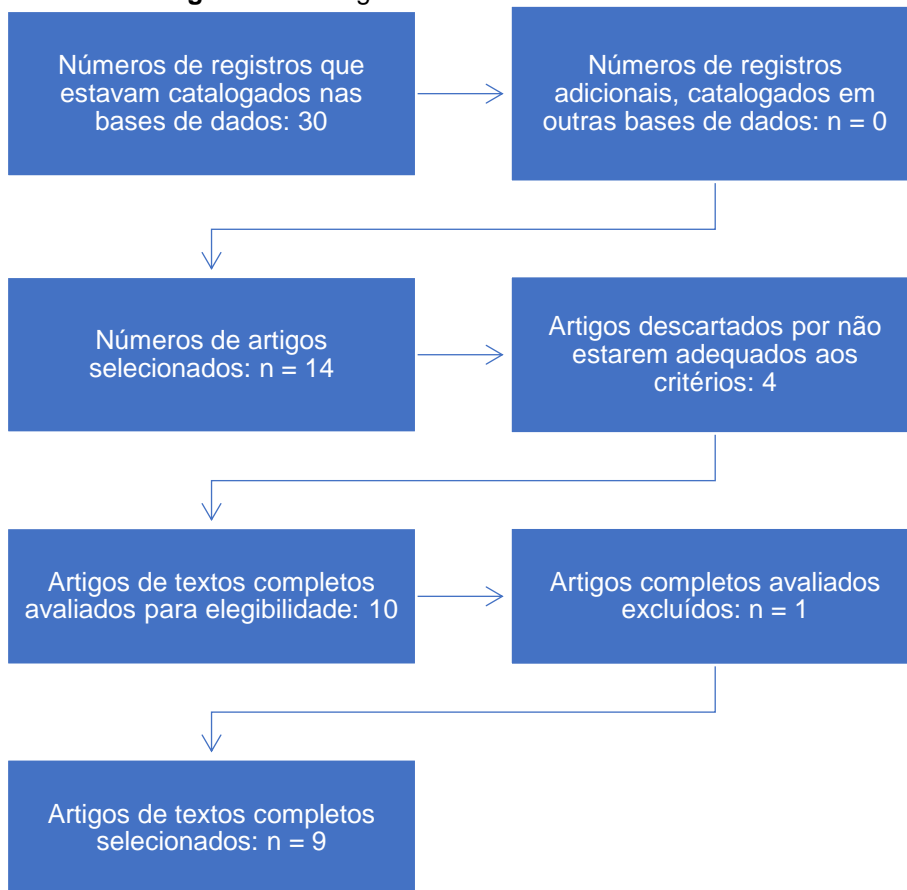 Números de registros que
estavam catalogados nas
bases de dados: 30
Números de registros
adicionais, catalogados em
outras bases de dados: n = 0
Números de artigos
selecionados: n = 14
Artigos descartados por não
estarem adequados aos
critérios: 4
Artigos de textos completos
avaliados para elegibilidade: 10
Artigos completos avaliados
excluídos: n = 1
Artigos de textos completos
selecionados: n = 9